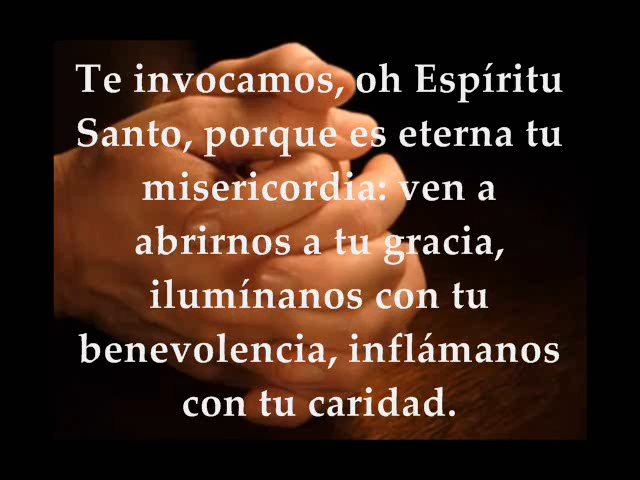 Te invocamos, oh Espíritu
Santo, porque es eterna tu
misericordia: ven a
abrirnos a tu gracia,
ilumínanos con tu
benevolencia, inflámanos
con tu caridad.